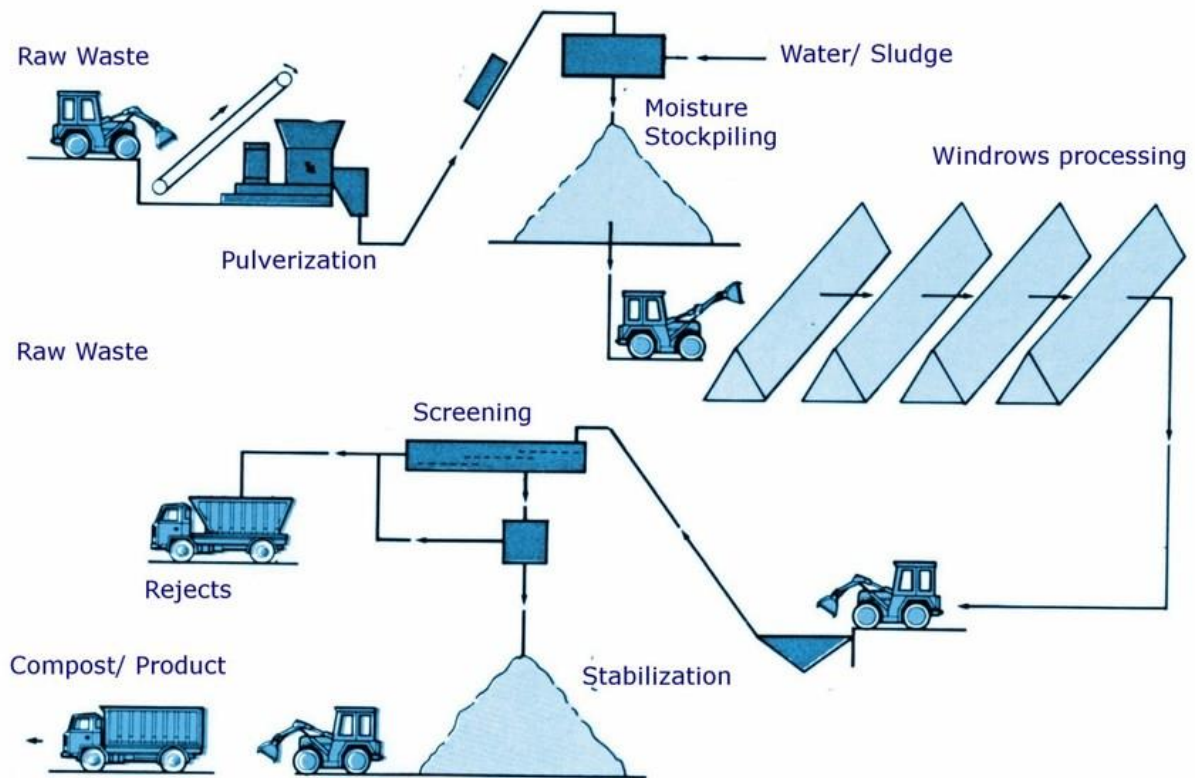 Raw Waste
Water/ Sludge
Moisture
Stockpiling
Windrows processing
Pulverization
Raw Waste
Screening
Rejects
Compost/ Product
Stabilization